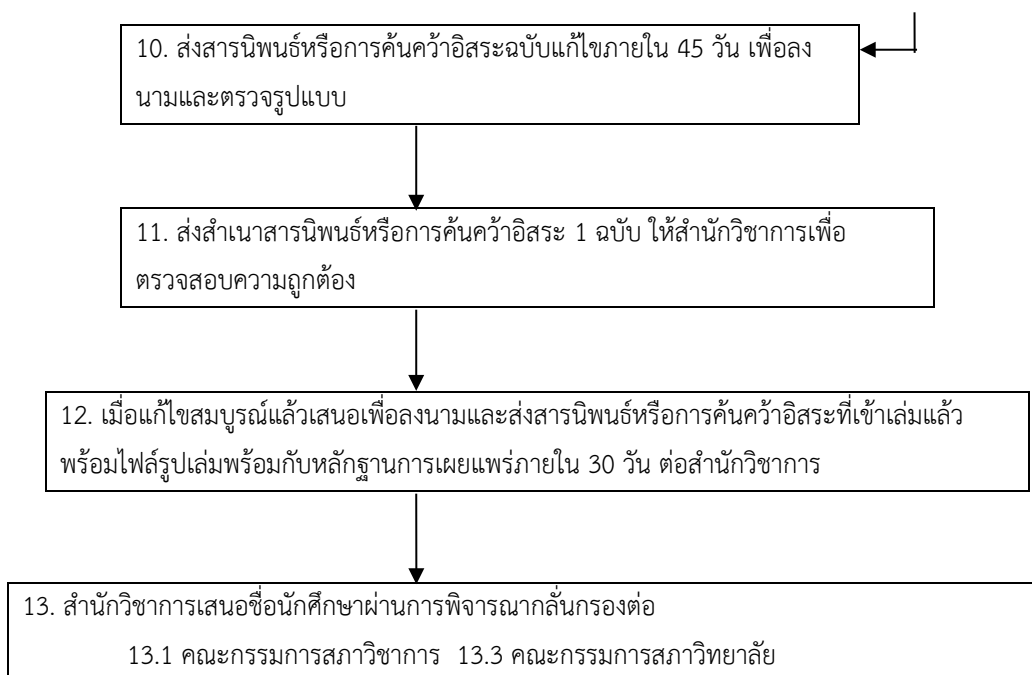 10. ส่งสารนิพนธ์หรือการค้นคว้าอิสระฉบับแก้ไขภายใน 45 วัน เพื่อลง
นามและตรวจรูปแบบ
11. ส่งสำเนาสารนิพนธ์หรือการค้นคว้าอิสระ 1 ฉบับ ให้สำนักวิชาการเพื่อ
ตรวจสอบความถูกต้อง
12. เมื่อแก้ไขสมบูรณ์แล้วเสนอเพื่อลงนามและส่งสารนิพนธ์หรือการค้นคว้าอิสระที่เข้าเล่มแล้ว
พร้อมไฟล์รูปเล่มพร้อมกับหลักฐานการเผยแพร่ภายใน 30 วัน ต่อสำนักวิชาการ
13. สำนักวิชาการเสนอชื่อนักศึกษาผ่านการพิจารณากลั่นกรองต่อ
13.1 คณะกรรมการสภาวิชาการ 13.3 คณะกรรมการสภาวิทยาลัย